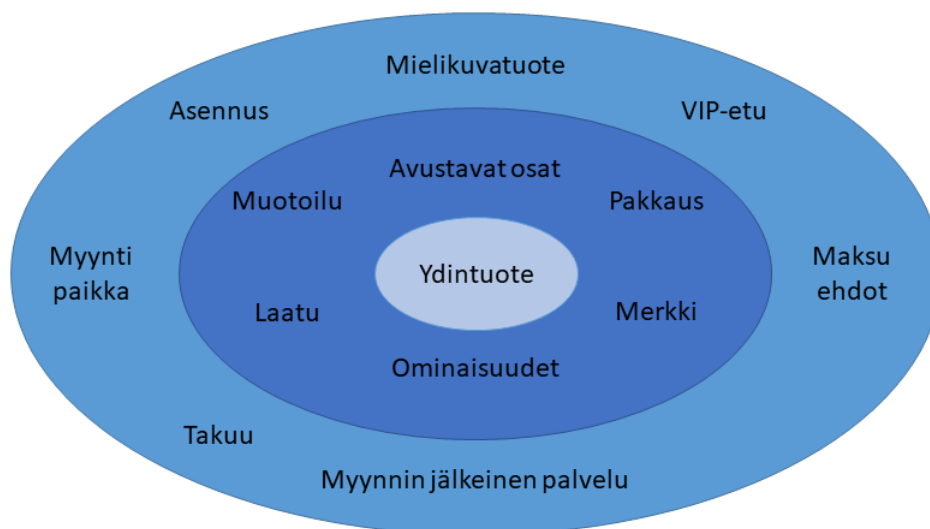 Mielikuvatuote
Asennus
VIP-etu
Avustavat osat
Muotoilu
Pakkaus
Myynti
paikka
Ydintuote
Maksu
ehdot
Laatu
Merkki
Ominaisuudet
Takuu
Myynnin jälkeinen palvelu